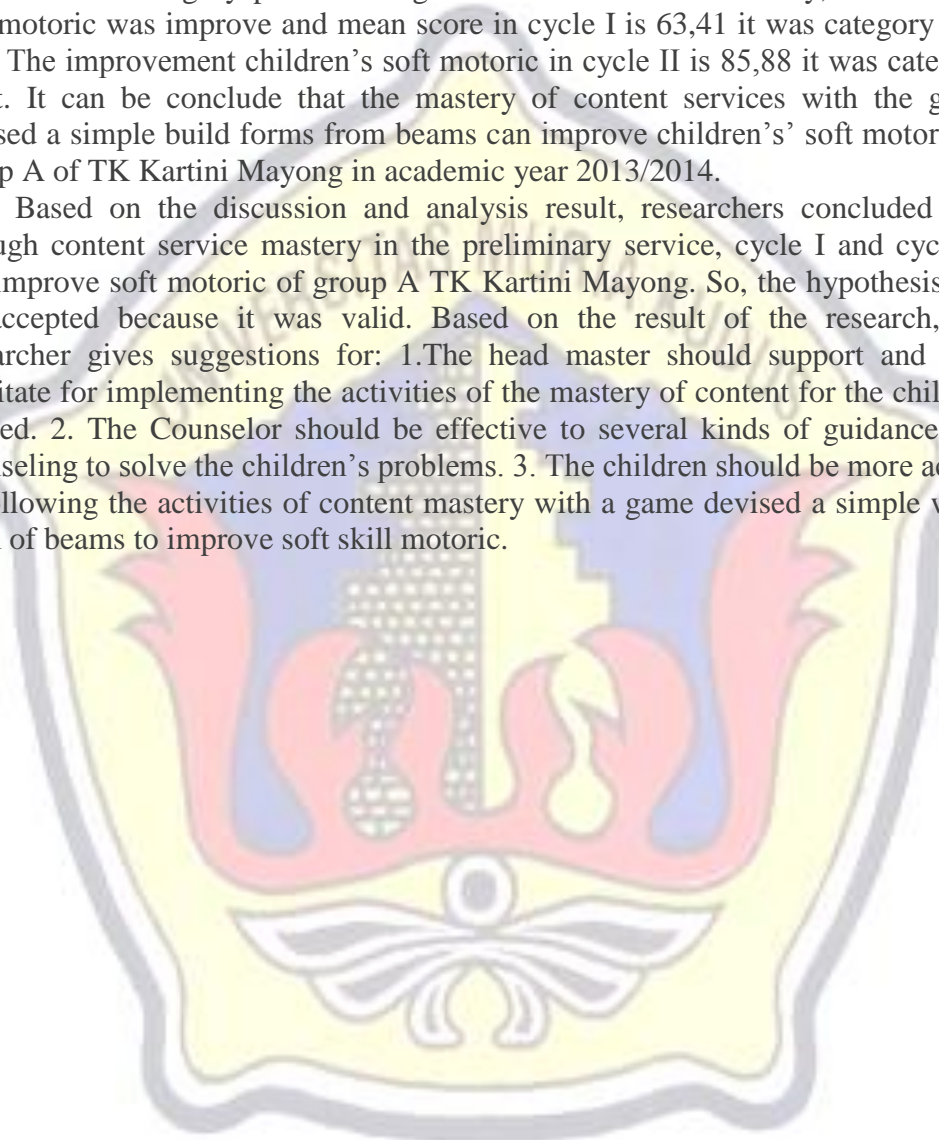 motoric was improve and mean score in cycle I is 63,41 it was category
The improvement children's soft motoric in cycle II is 85,88 it was cate
t. It can be conclude that the mastery of content services with the g
sed a simple build forms from beams can improve children's' soft motor
p A of TK Kartini Mayong in academic year 2013/2014.
Based on the discussion and analysis result, researchers concluded
ugh content service mastery in the preliminary service, cycle I and cyc
improve soft motoric of group A TK Kartini Mayong. So, the hypothesis
accepted because it was valid. Based on the result of the research,
archer gives suggestions for: 1.The head master should support and
itate for implementing the activities of the mastery of content for the chil
ed. 2. The Counselor should be effective to several kinds of guidance
nseling to solve the children's problems. 3. The children should be more ac
ollowing the activities of content mastery with a game devised a simple w
of beams to improve soft skill motoric.
UNIVERSITAS MURIA KUDUS